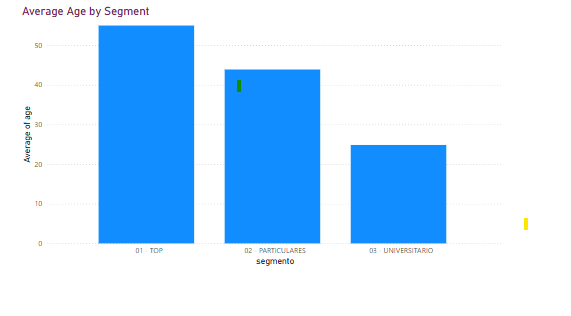 Average Age by Segment
50
40
30
20
10
0
Average of age
01 - TOP
02 - PARTICULARES
03 - UNIVERSITARIO
segmento